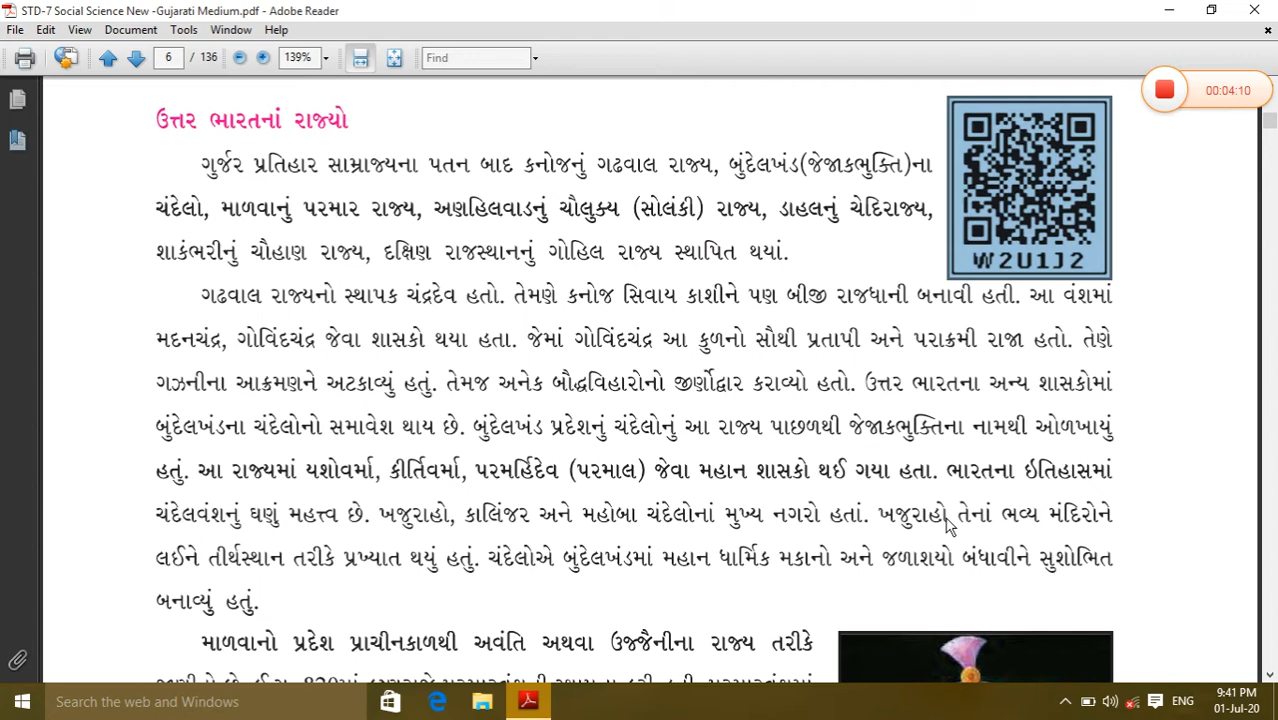 STD-7 Social Science New -Gujarati Medium.pdf - Adobe Reader
File Edit View Document Tools Window Help
6 / 136 139% Find
00:04:10
ઉત્તર ભારતનાં રાજ્યો
ગુર્જર પ્રતિહાર સામ્રાજ્યના પતન બાદ કનોજનું ગઢવાલ રાજ્ય, બુંદેલખંડ(જેજાકભુક્તિ)ના
ચંદેલો, માળવાનું પરમાર રાજ્ય, અણહિલવાડનું ચૌલુક્ય (સોલંકી) રાજ્ય, ડાહલનું ચેદિરાજ્ય,
શાકંભરીનું ચૌહાણ રાજ્ય, દક્ષિણ રાજસ્થાનનું ગોહિલ રાજ્ય સ્થાપિત થયાં.
W2U1J2
ગઢવાલ રાજ્યનો સ્થાપક ચંદ્રદેવ હતો. તેમણે કનોજ સિવાય કાશીને પણ બીજી રાજધાની બનાવી હતી. આ વંશમાં
મદનચંદ્ર, ગોવિંદચંદ્ર જેવા શાસકો થયા હતા. જેમાં ગોવિંદચંદ્ર આ કુળનો સૌથી પ્રતાપી અને પરાક્રમી રાજા હતો. તેણે
ગઝનીના આક્રમણને અટકાવ્યું હતું. તેમજ અનેક બૌદ્ધવિહારોનો જીર્ણોદ્વાર કરાવ્યો હતો. ઉત્તર ભારતના અન્ય શાસકોમાં
બુંદેલખંડના ચંદેલોનો સમાવેશ થાય છે. બુંદેલખંડ પ્રદેશનું ચંદેલોનું આ રાજ્ય પાછળથી જેજાકભુક્તિના નામથી ઓળખાયું
હતું. આ રાજ્યમાં યશોવર્મા, કીર્તિવર્મા, પરમર્હિદેવ (પરમાલ) જેવા મહાન શાસકો થઈ ગયા હતા. ભારતના ઇતિહાસમાં
ચંદેલવંશનું ઘણું મહત્ત્વ છે. ખજુરાહો, કાલિંજર અને મહોબા ચંદેલોનાં મુખ્ય નગરો હતાં. ખજુરાહો તેનાં ભવ્ય મંદિરોને
લઈને તીર્થસ્થાન તરીકે પ્રખ્યાત થયું હતું. ચંદેલોએ બુંદેલખંડમાં મહાન ધાર્મિક મકાનો અને જળાશયો બંધાવીને સુશોભિત
બનાવ્યું હતું.
માળવાનો પ્રદેશ પ્રાચીનકાળથી અવંતિ અથવા ઉજ્જૈનીના રાજ્ય તરીકે
Search the web and Windows
ENG
9:41 PM
01-Jul-20